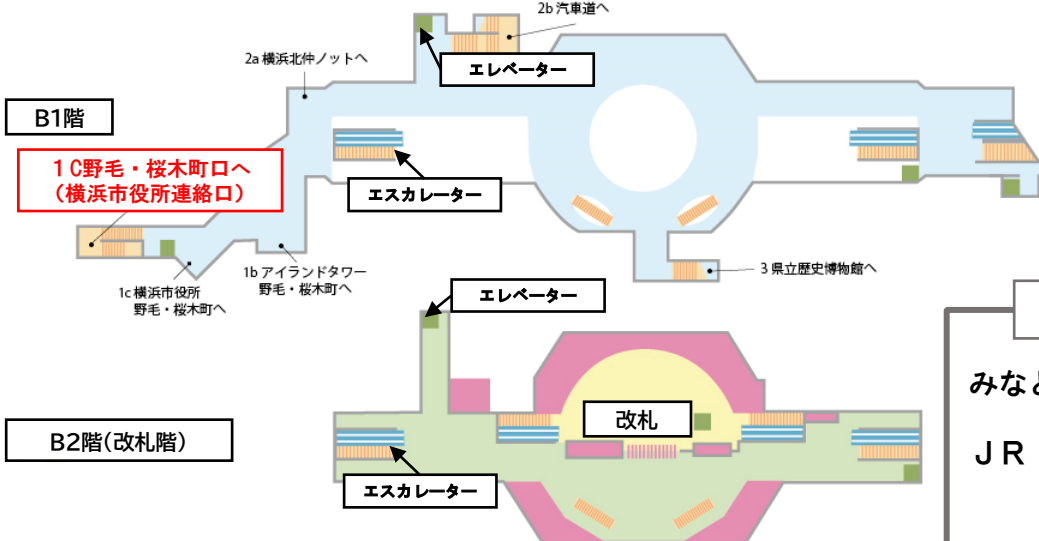 2b 汽車道へ
エレベーター
2a 横浜北仲ノットへ
B1階
1C野毛・桜木町口へ
(横浜市役所連絡口)
エスカレーター
1b アイランドタワー
野毛・桜木町へ
1c 横浜市役所
野毛・桜木町へ
3 県立歴史博物館へ
エレベーター
みなと
改札
B2階(改札階)
JR
エスカレーター